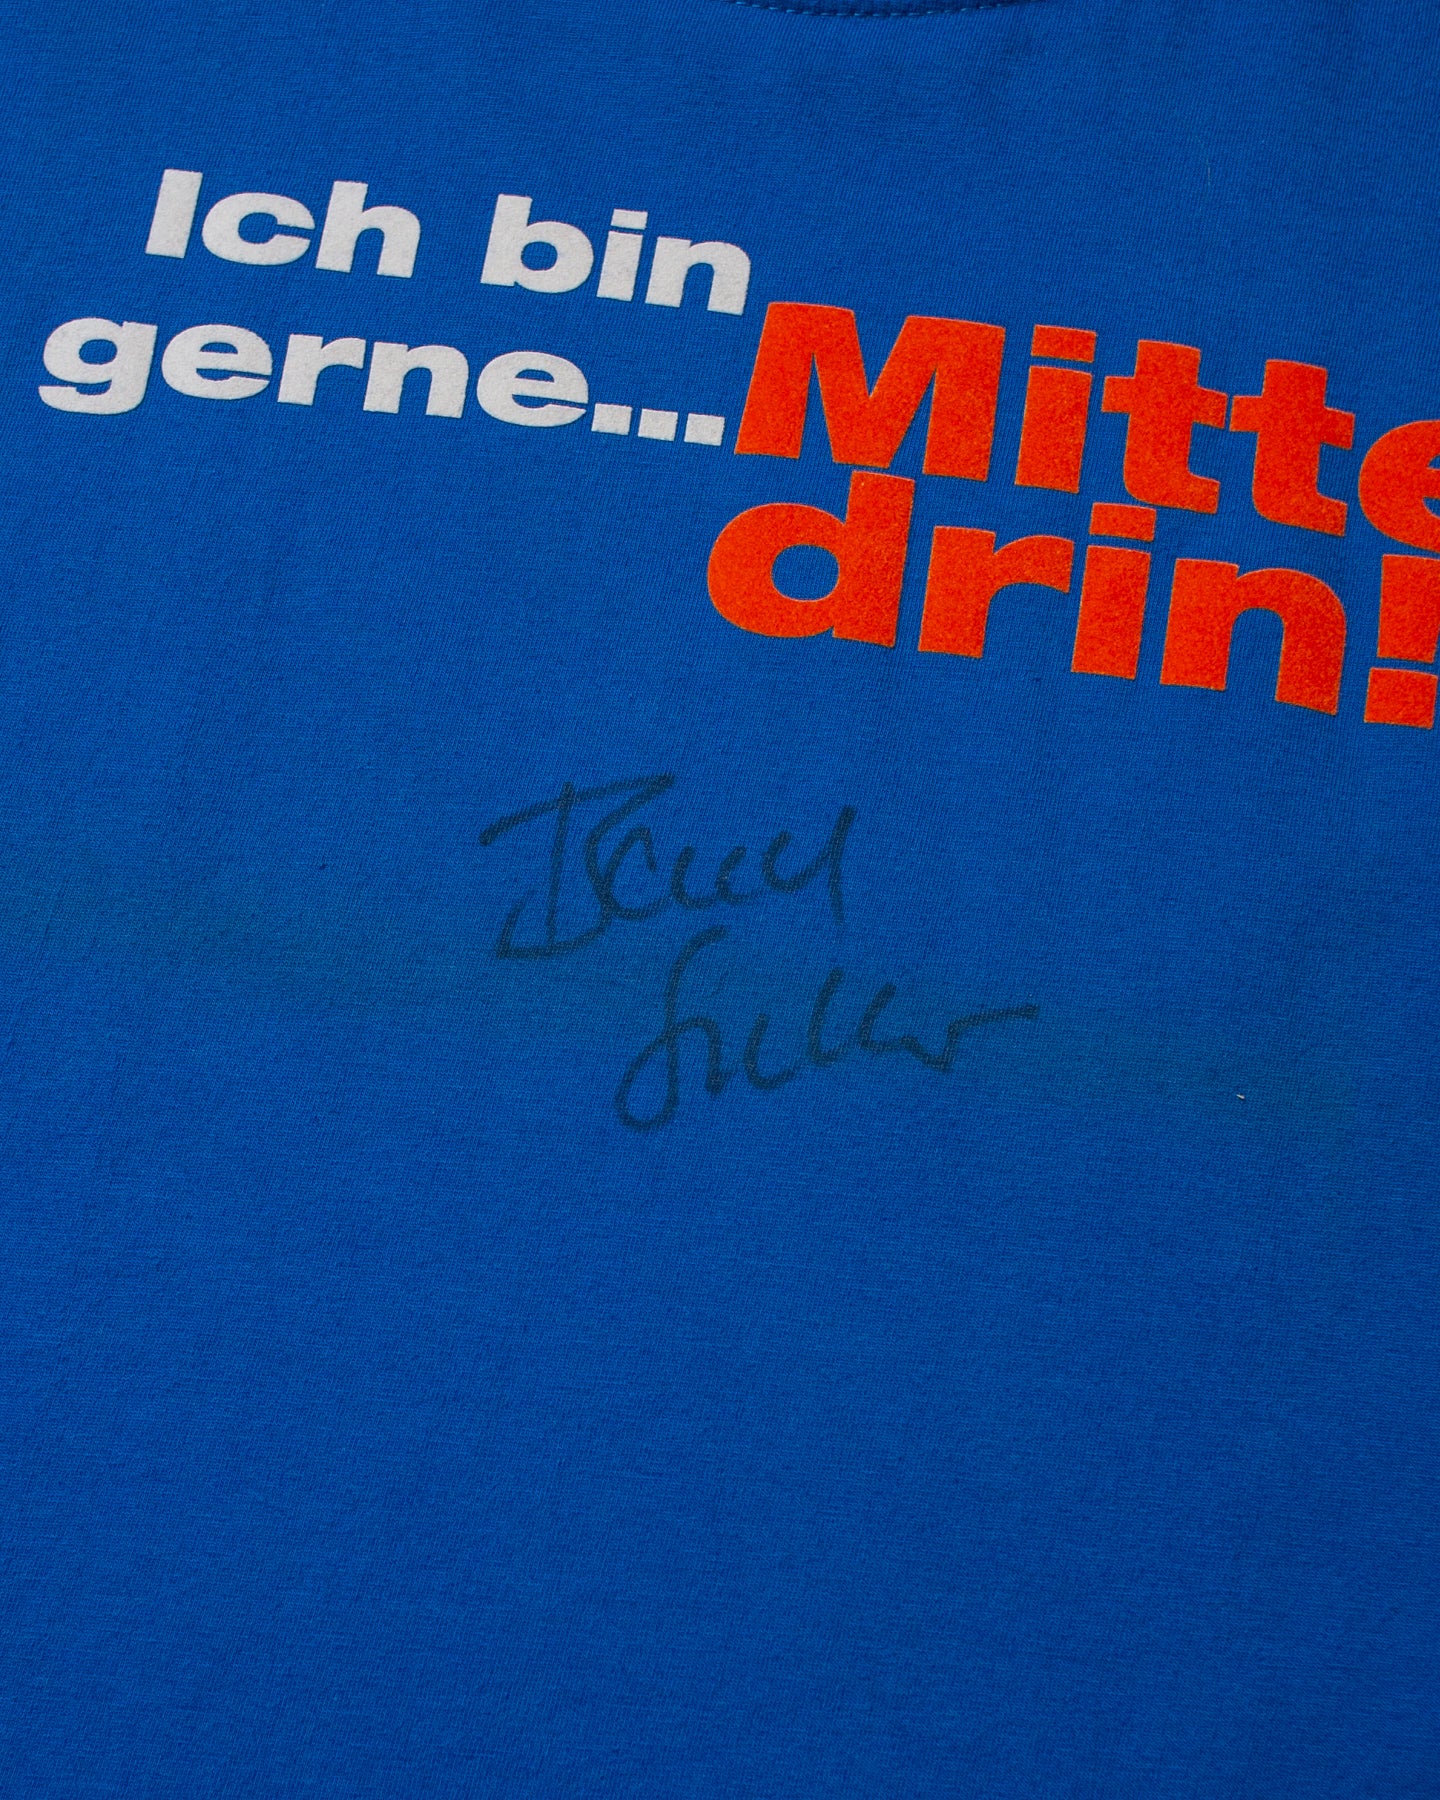 Ich bin
gerne...
Mitte
drin!